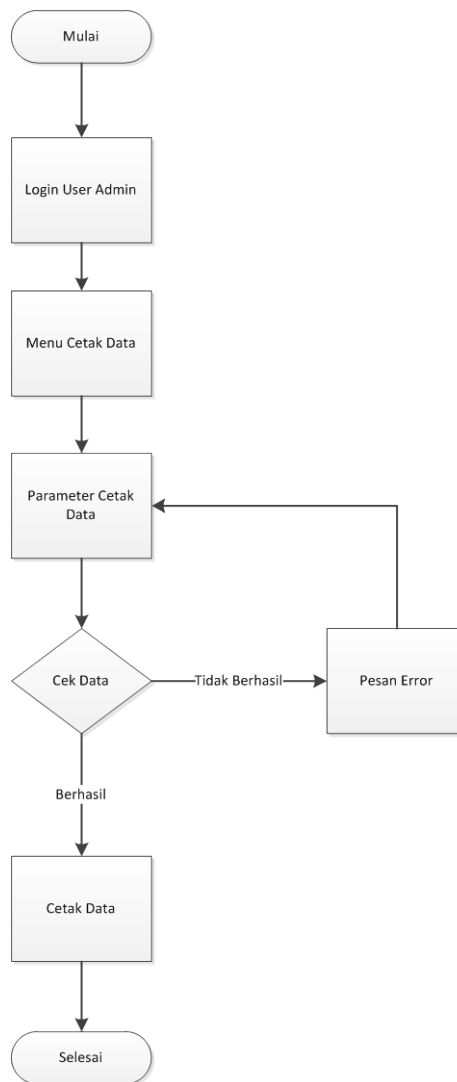 Mulai
Login User Admin
Menu Cetak Data
Parameter Cetak
Data
Cek Data
Tidak Berhasil
Pesan Error
Berhasil
Cetak Data
Selesai